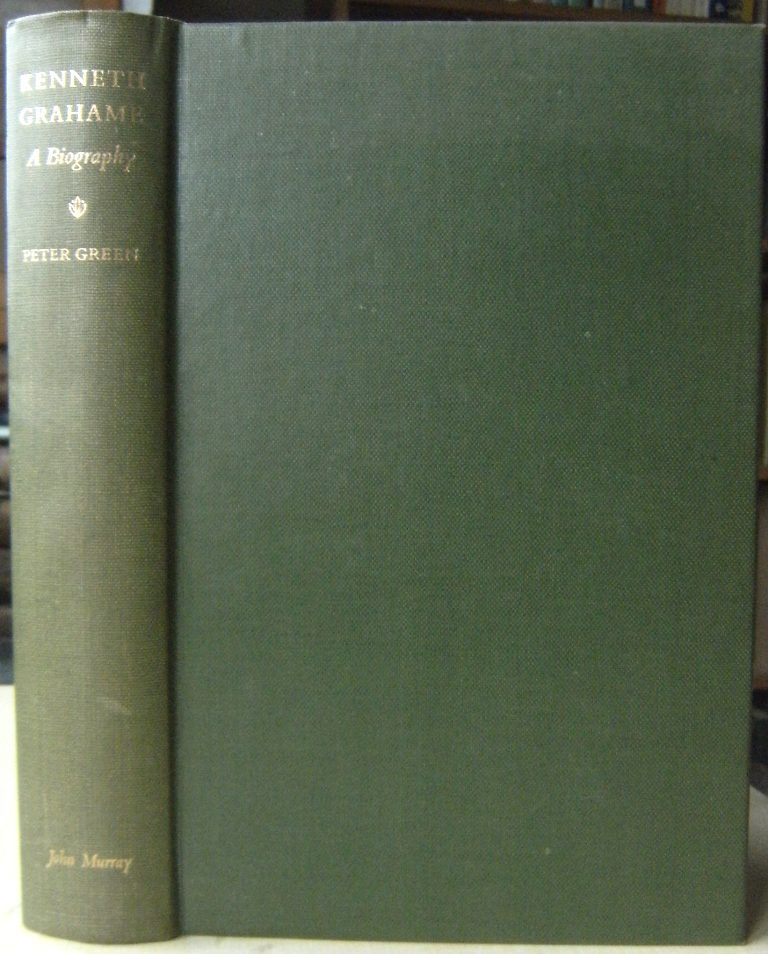 KENNETH
GRAHAME
A Biography
PETER GREEN
John Murray